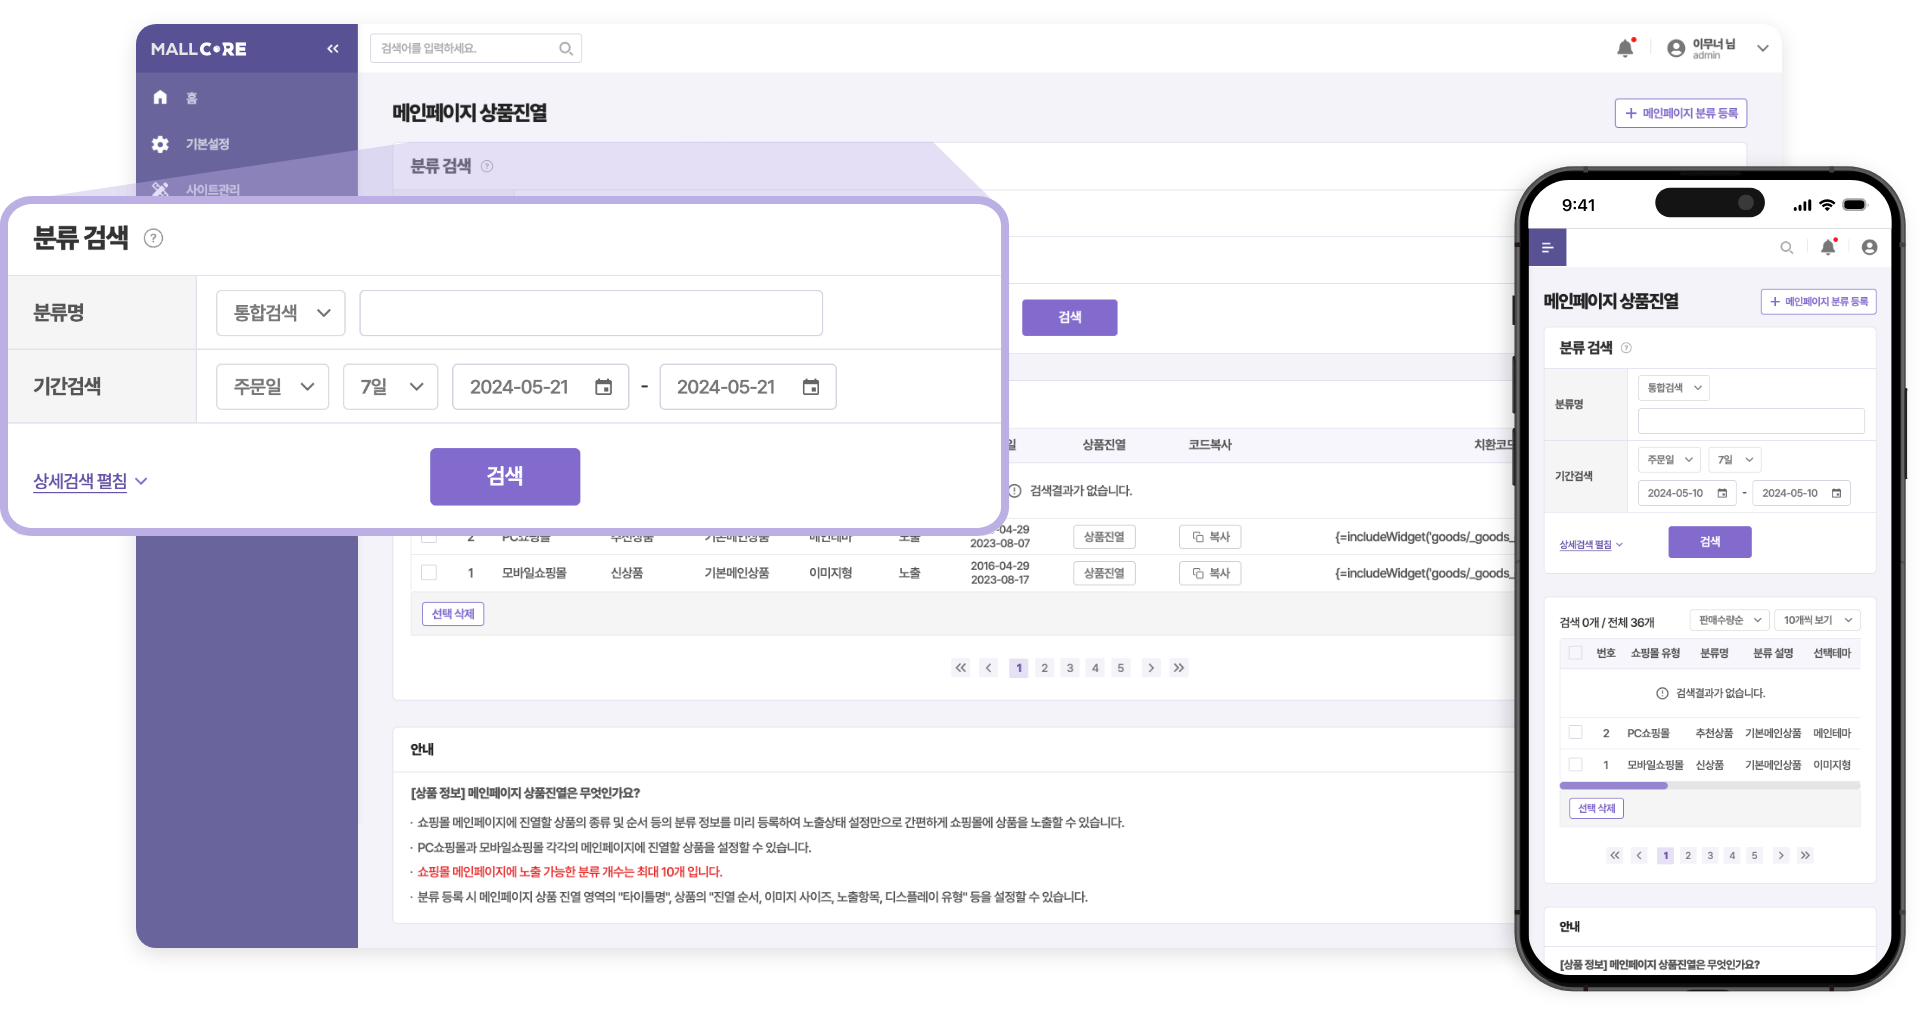 MALLCORE
검색어를 입력하세요.
이무너 님
admin
홈
기본설정
사이트관리
메인페이지 상품진열
메인페이지 분류 등록
분류 검색
분류 검색
분류명
통합검색
기간검색
주문일
7일
2024-05-21
-
2024-05-21
상세검색 펼침
검색
검색
상품진열
코드복사
검색결과가 없습니다.
2 PC쇼핑몰 추천상품 기본메인상품 메인테마 노출
-04-29
2023-08-07
상품진열
복사
{=includeWidget('goods/_goods_
1 모바일쇼핑몰 신상품 기본메인상품 이미지형 노출
2016-04-29
2023-08-17
상품진열
복사
{=includeWidget('goods/_goods_
선택 삭제
1 2 3 4 5
안내
[상품 정보] 메인페이지 상품진열은 무엇인가요?
· 쇼핑몰 메인페이지에 진열할 상품의 종류 및 순서 등의 분류 정보를 미리 등록하여 노출상태 설정만으로 간편하게 쇼핑몰에 상품을 노출할 수 있습니다.
· PC쇼핑몰과 모바일쇼핑몰 각각의 메인페이지에 진열할 상품을 설정할 수 있습니다.
· 쇼핑몰 메인페이지에 노출 가능한 분류 개수는 최대 10개 입니다.
· 분류 등록 시 메인페이지 상품 진열 영역의 "타이틀명", 상품의 "진열 순서, 이미지 사이즈, 노출항목, 디스플레이 유형" 등을 설정할 수 있습니다.
9:41
메인페이지 상품진열
메인페이지 분류 등록
분류 검색
분류명
통합검색
기간검색
주문일
7일
2024-05-10
-
2024-05-10
상세검색 펼침
검색
검색 0개 / 전체 36개
판매수량순
10개씩 보기
번호 쇼핑몰 유형 분류명 분류 설명 선택테마
검색결과가 없습니다.
2 PC쇼핑몰 추천상품 기본메인상품 메인테마
1 모바일쇼핑몰 신상품 기본메인상품 이미지형
선택 삭제
1 2 3 4 5
안내
[상품 정보] 메인페이지 상품진열은 무엇인가요?